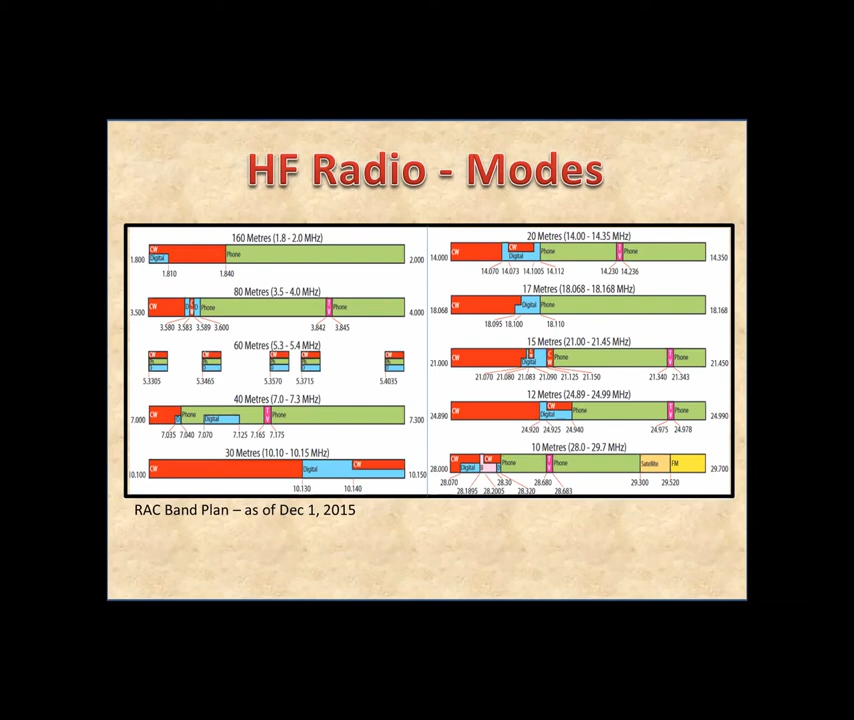 HF Radio - Modes
160 Metres (1.8 - 2.0 MHz)
CW
Digital
Phone
1.800
2.000
1.810
1.840
80 Metres (3.5 - 4.0 MHz)
CW
D
D
Phone
Phone
3.500
4.000
3.580
3.583
3.589
3.600
3.842
3.845
60 Metres (5.3 - 5.4 MHz)
CW
CW
CW
CW
CW
5.3305
5.3465
5.3570
5.3715
5.4035
40 Metres (7.0 - 7.3 MHz)
CW
D
Phone
Digital
Phone
7.000
7.300
7.035
7.040
7.070
7.125
7.165
7.175
30 Metres (10.10 - 10.15 MHz)
CW
Digital
CW
10.100
10.150
10.130
10.140
20 Metres (14.00 - 14.35 MHz)
CW
CW
Digital
Phone
Phone
14.000
14.350
14.070
14.073
14.1005
14.112
14.230
14.236
17 Metres (18.068 - 18.168 MHz)
CW
Digital
Phone
18.068
18.168
18.095
18.100
18.110
15 Metres (21.00 - 21.45 MHz)
CW
Digital
Phone
Phone
21.000
21.450
21.070
21.080
21.083
21.090
21.125
21.150
21.340
21.343
12 Metres (24.89 - 24.99 MHz)
CW
CW
Digital
Phone
Phone
24.890
24.990
24.920
24.925
24.940
24.975
24.978
10 Metres (28.0 - 29.7 MHz)
CW
Digital
CW
Phone
Phone
Satellite
FM
28.000
29.700
28.070
28.1895
28.2005
28.30
28.320
28.680
28.683
29.300
29.520
RAC Band Plan – as of Dec 1, 2015